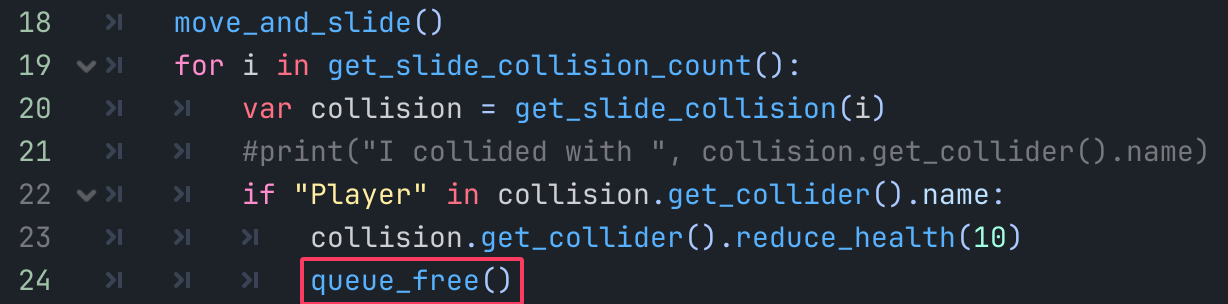 18 move_and_slide()
19 for i in get_slide_collision_count():
20 var collision = get_slide_collision(i)
21 #print("I collided with ", collision.get_collider().name)
22 if "Player" in collision.get_collider().name:
23 collision.get_collider().reduce_health(10)
24 queue_free()